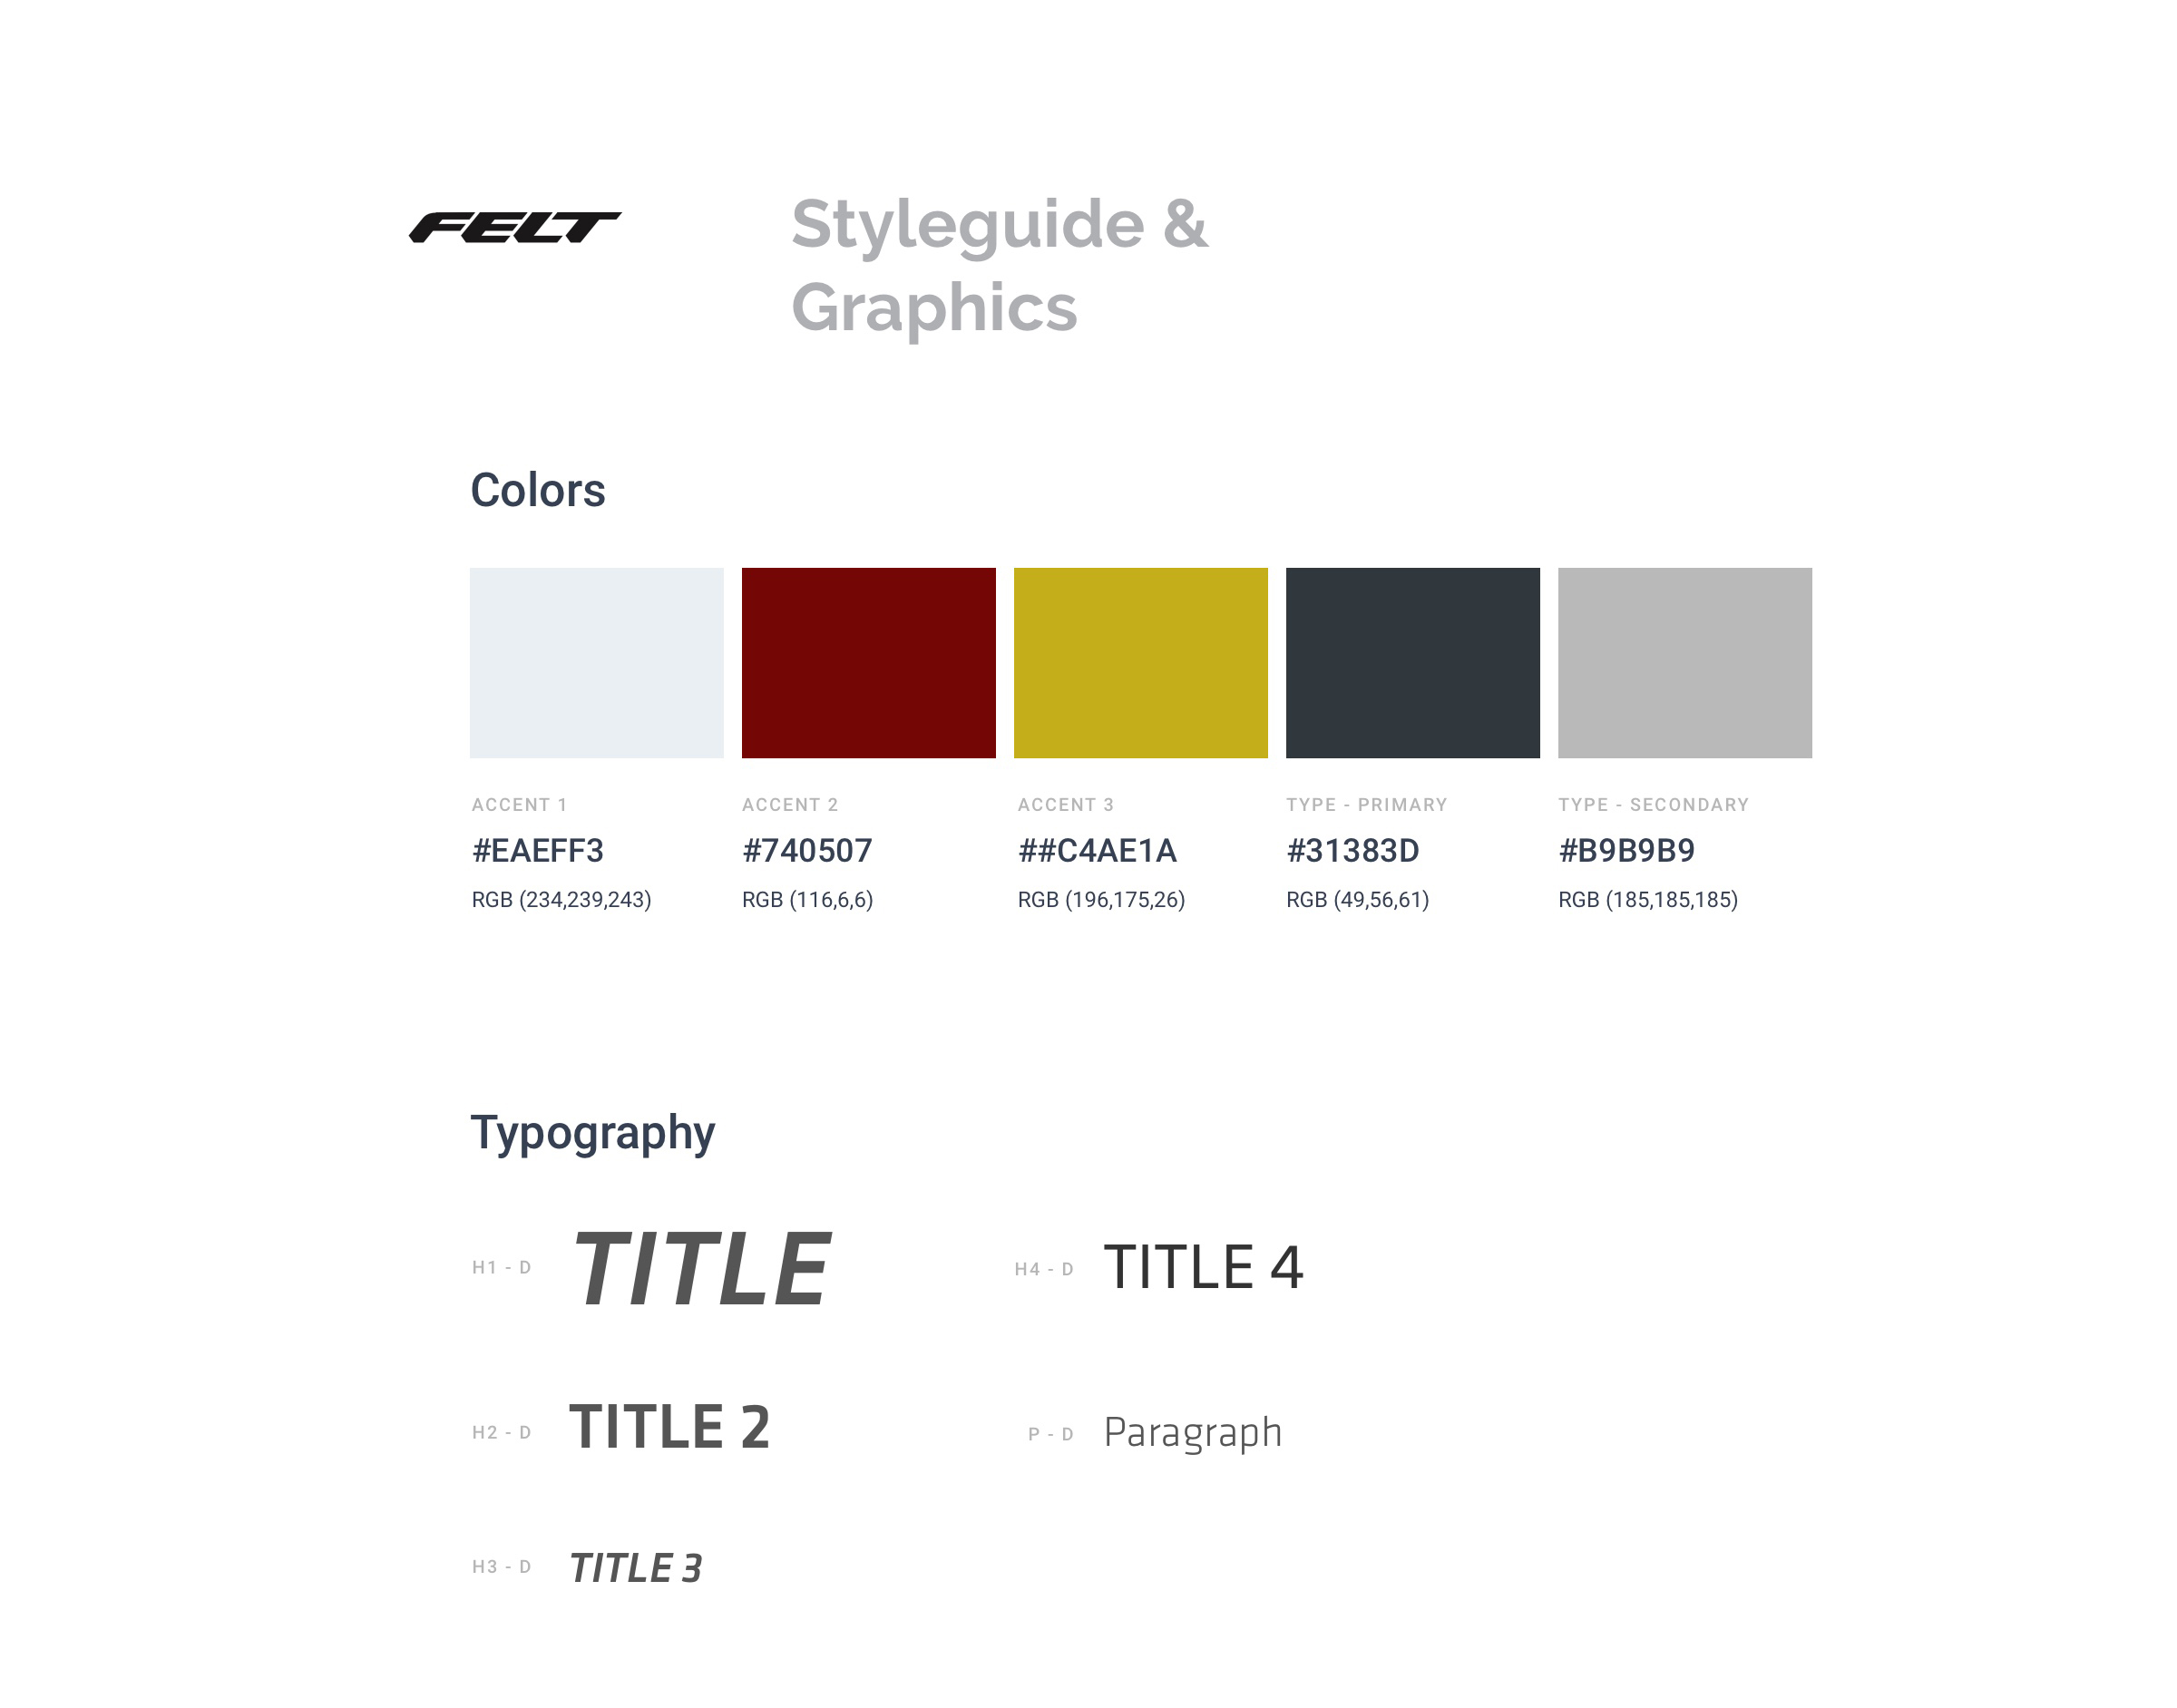 FELT
Styleguide &
Graphics
Colors
ACCENT 1
#EAEFF3
RGB (234,239,243)
ACCENT 2
#740507
RGB (116,6,6)
ACCENT 3
##C4AE1A
RGB (196,175,26)
TYPE - PRIMARY
#31383D
RGB (49,56,61)
TYPE - SECONDARY
#B9B9B9
RGB (185,185,185)
Typography
H1 - D
TITLE
H2 - D
TITLE 2
H3 - D
TITLE 3
H4 - D
TITLE 4
P - D
Paragraph